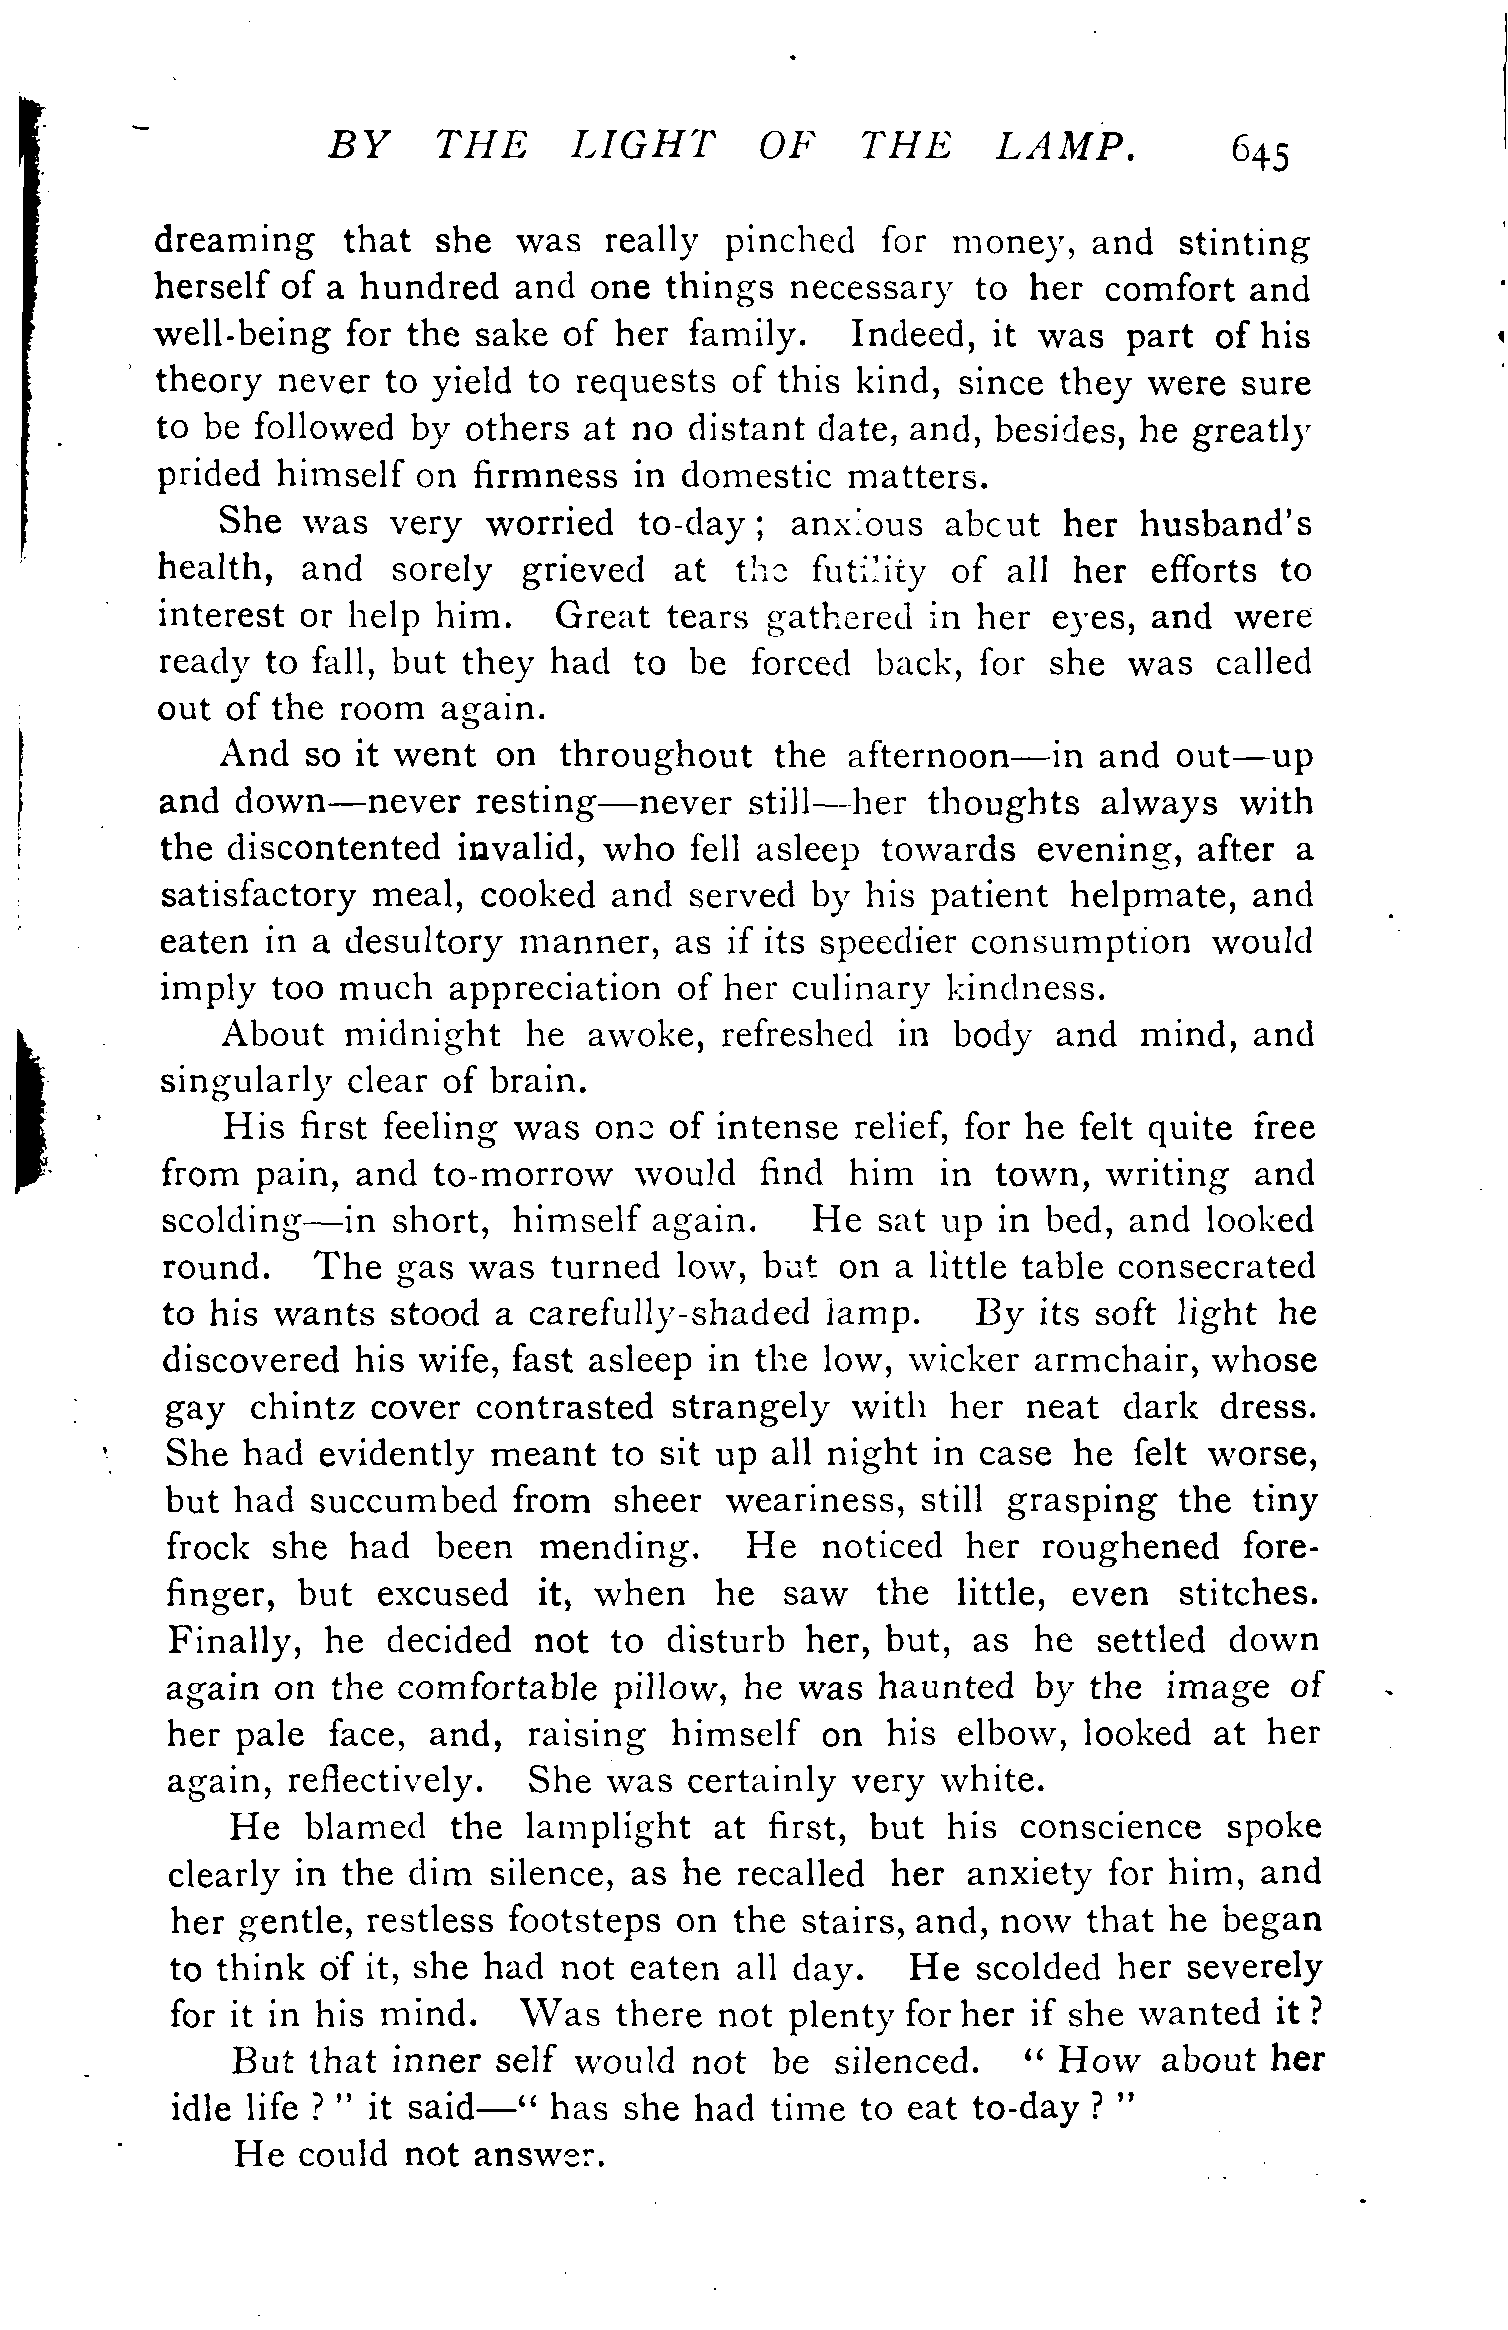 BY THE LIGHT OF THE LAMP. 645
dreaming that she was really pinched for money, and stinting
herself of a hundred and one things necessary to her comfort and
well-being for the sake of her family. Indeed, it was part of his
theory never to yield to requests of this kind, since they were sure
to be followed by others at no distant date, and, besides, he greatly
prided himself on firmness in domestic matters.
She was very worried to-day; anxious about her husband's
health, and sorely grieved at the futility of all her efforts to
interest or help him. Great tears gathered in her eyes, and were
ready to fall, but they had to be forced back, for she was called
out of the room again.
And so it went on throughout the afternoon—in and out—up
and down—never resting—never still—her thoughts always with
the discontented invalid, who fell asleep towards evening, after a
satisfactory meal, cooked and served by his patient helpmate, and
eaten in a desultory manner, as if its speedier consumption would
imply too much appreciation of her culinary kindness.
About midnight he awoke, refreshed in body and mind, and
singularly clear of brain.
His first feeling was one of intense relief, for he felt quite free
from pain, and to-morrow would find him in town, writing and
scolding—in short, himself again. He sat up in bed, and looked
round. The gas was turned low, but on a little table consecrated
to his wants stood a carefully-shaded lamp. By its soft light he
discovered his wife, fast asleep in the low, wicker armchair, whose
gay chintz cover contrasted strangely with her neat dark dress.
She had evidently meant to sit up all night in case he felt worse,
but had succumbed from sheer weariness, still grasping the tiny
frock she had been mending. He noticed her roughened fore-
finger, but excused it, when he saw the little, even stitches.
Finally, he decided not to disturb her, but, as he settled down
again on the comfortable pillow, he was haunted by the image of
her pale face, and, raising himself on his elbow, looked at her
again, reflectively. She was certainly very white.
He blamed the lamplight at first, but his conscience spoke
clearly in the dim silence, as he recalled her anxiety for him, and
her gentle, restless footsteps on the stairs, and, now that he began
to think of it, she had not eaten all day. He scolded her severely
for it in his mind. Was there not plenty for her if she wanted it?
But that inner self would not be silenced. "How about her
idle life?" it said—"has she had time to eat to-day?"
He could not answer.